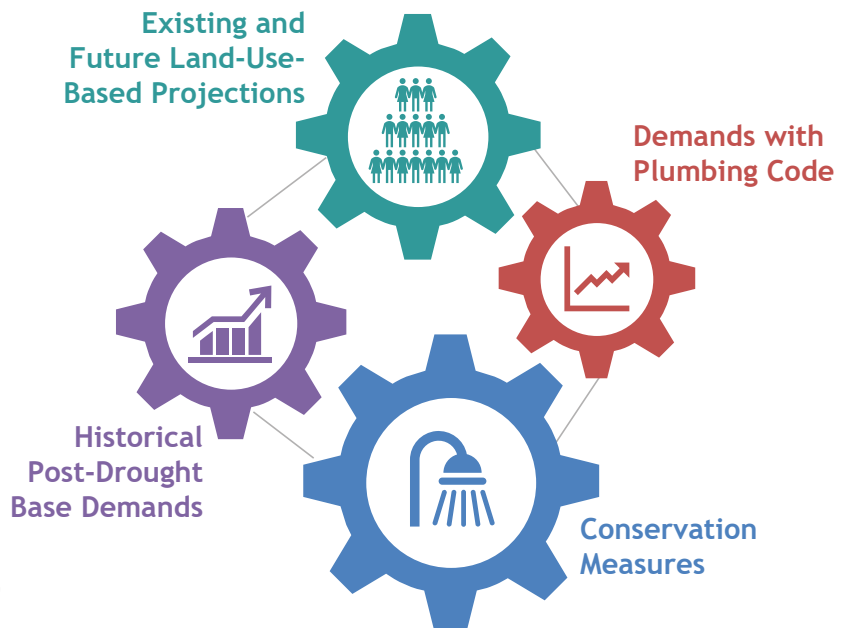 Existing and
Future Land-Use-
Based Projections
Demands with
Plumbing Code
Historical
Post-Drought
Base Demands
Conservation
Measures